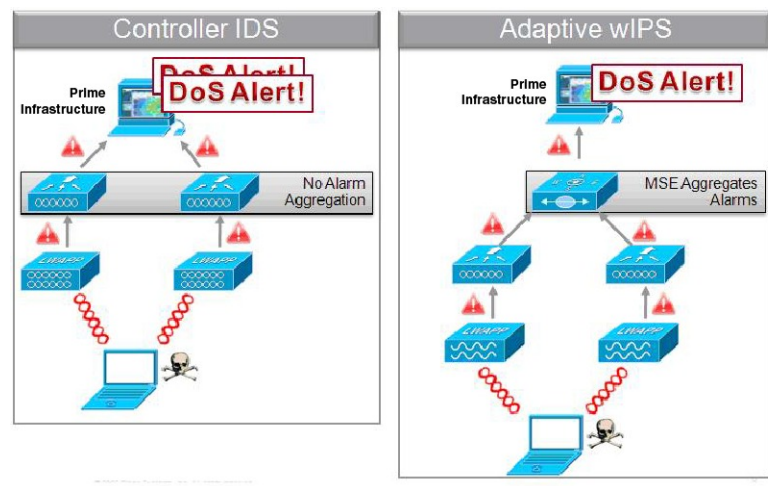 Controller IDS
DoS Alert!
DoS Alert!
Prime
Infrastructure
No Alarm
Aggregation
LWAPP
LWAPP
Adaptive wIPS
DoS Alert!
Prime
Infrastructure
MSE Aggregates
Alarms
LWAPP
LWAPP